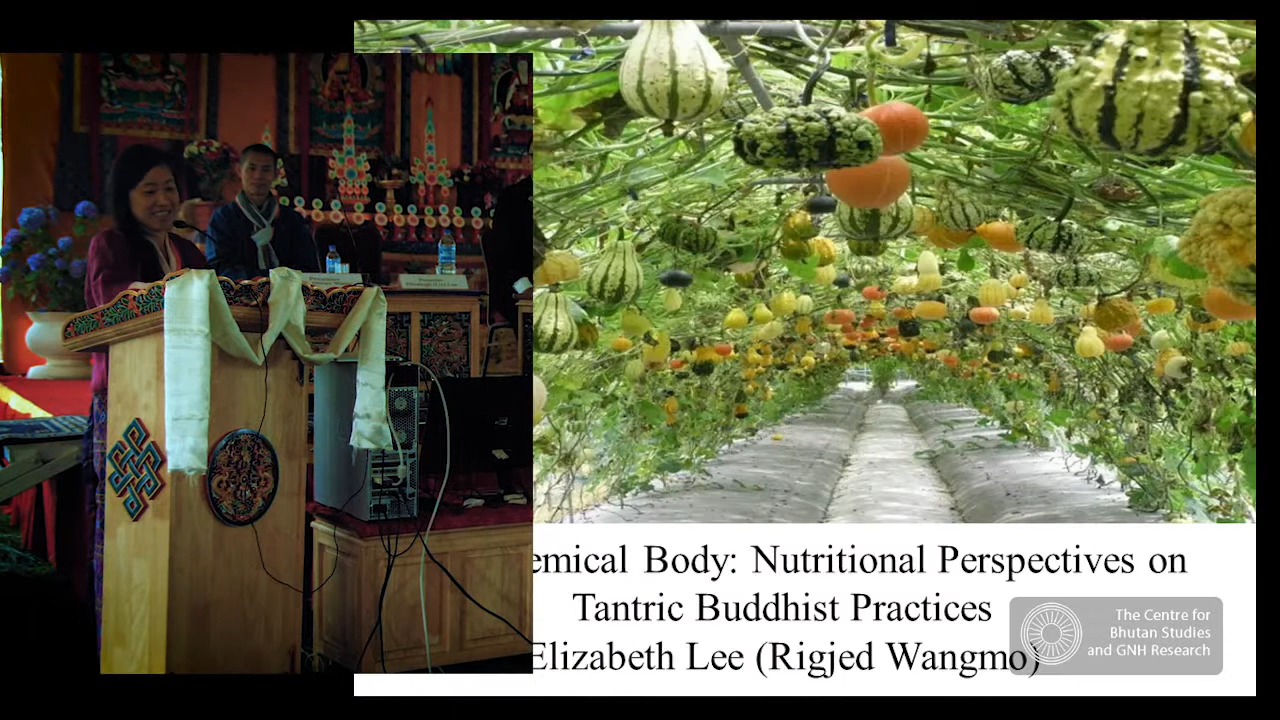 emical Body: Nutritional Perspectives on
Tantric Buddhist Practices
Elizabeth Lee (Rigjed Wangmo)
The Centre for
Bhutan Studies
and GNH Research